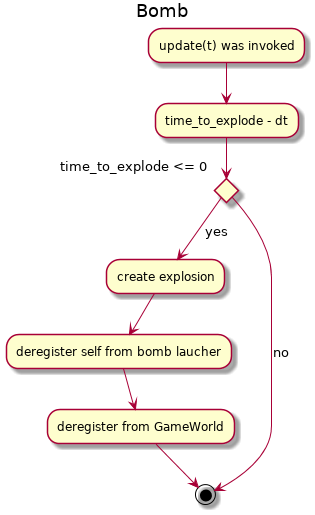 Bomb
update(t) was invoked
time_to_explode - dt
time_to_explode <= 0
yes
create explosion
deregister self from bomb laucher
no
deregister from GameWorld